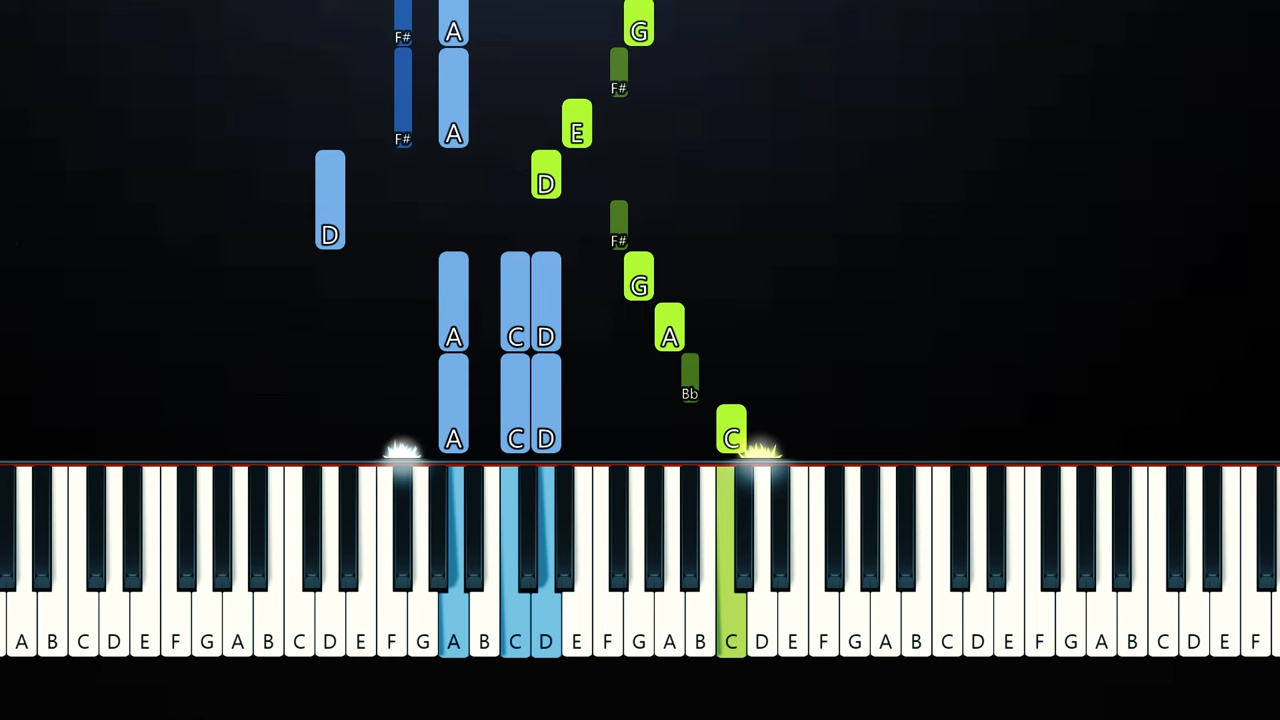 F# A G
F# A F#
E
D D
F#
A C D G
A
A C D Bb
C
A B C D E F G A B C D E F G A B C D E F G A B C D E F G A B C D E F G A B C D E F